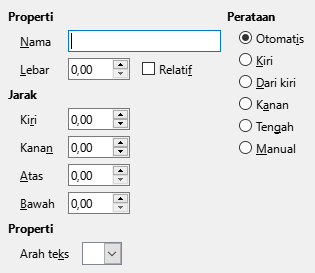 Properti
Nama
Lebar 0,00 Relatif
Jarak
Kiri 0,00
Kanan 0,00
Atas 0,00
Bawah 0,00
Properti
Arah teks
Perataan
Otomatis
Kiri
Dari kiri
Kanan
Tengah
Manual